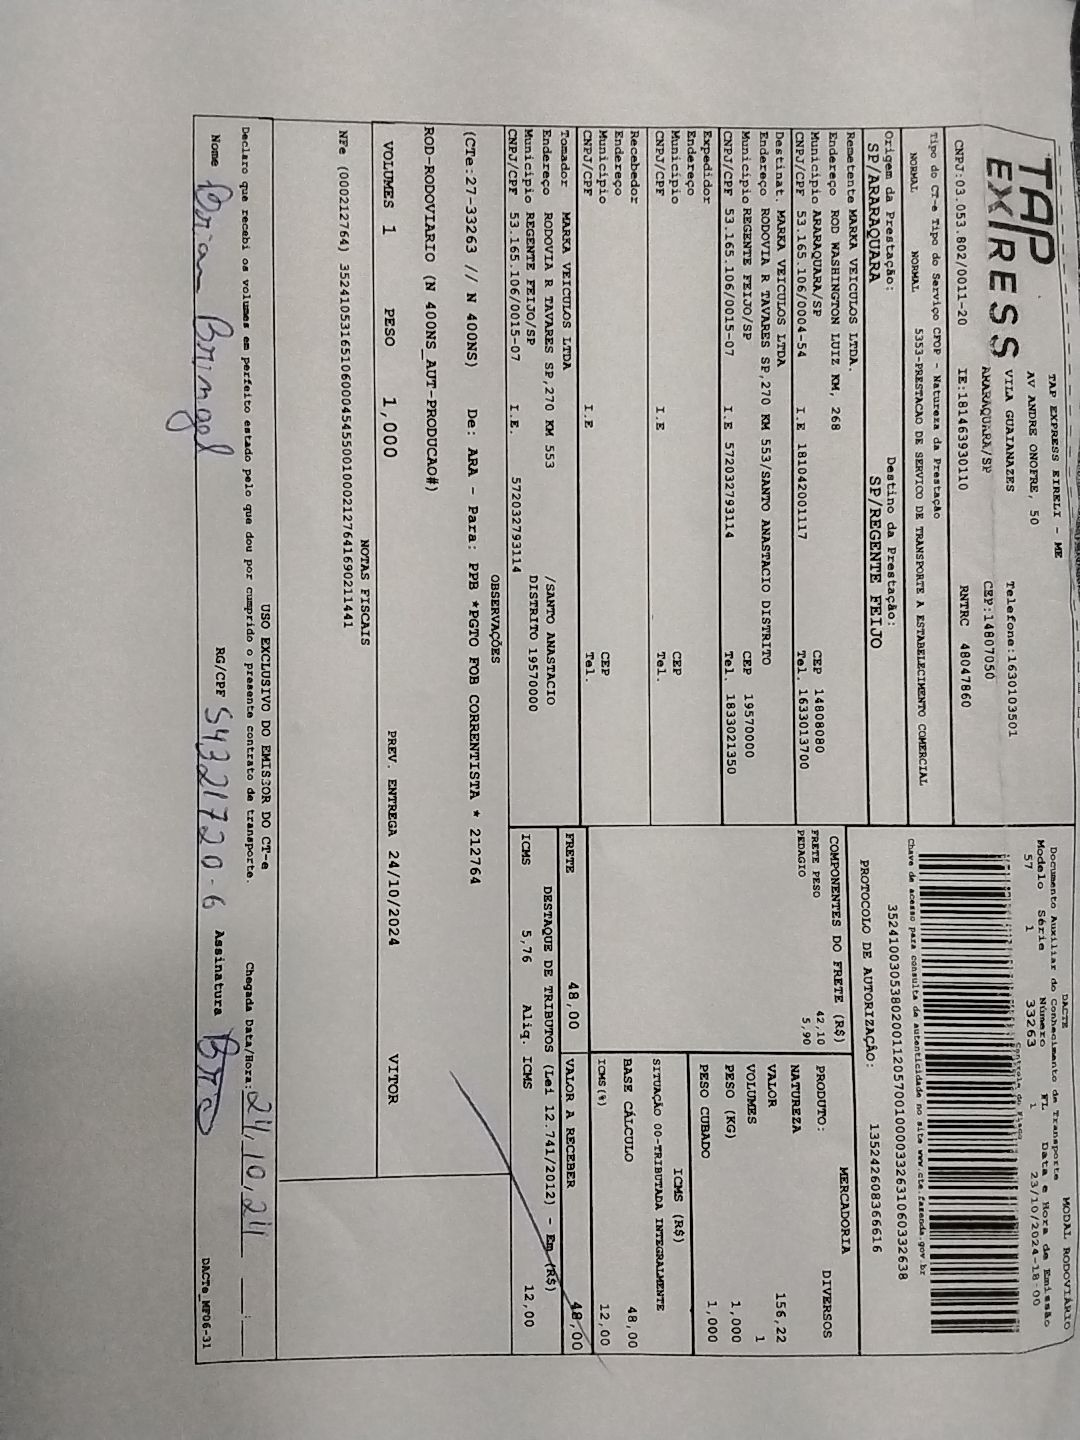 TAP EXPRESS
TAP EXPRESS EIRELI - ME
AV ANDRE ONOFRE, 50
VILA GUAIANAZES
ARARAQUARA/SP
Telefone:1630103501
CEP:14807050
CNPJ:03.053.802/0011-20 IE:181463930110 RNTRC 48047860
Tipo do CT-e Tipo do Serviço CFOP - Natureza da Prestação
NORMAL NORMAL 5353-PRESTACAO DE SERVICO DE TRANSPORTE A ESTABELECIMENTO COMERCIAL
Origem da Prestação: Destino da Prestação:
SP/ARARAQUARA SP/REGENTE FEIJO
Remetente MARKA VEICULOS LTDA.
Endereço ROD WASHINGTON LUIZ KM, 268
Município ARARAQUARA/SP CEP 14808080
CNPJ/CPF 53.165.106/0004-54 I.E 181042001117 Tel. 1633013700
Destinat. MARKA VEICULOS LTDA
Endereço RODOVIA R TAVARES SP,270 KM 553/SANTO ANASTACIO DISTRITO
Município REGENTE FEIJO/SP CEP 19570000
CNPJ/CPF 53.165.106/0015-07 I.E 572032793114 Tel. 1833021350
Expedidor
Endereço
Município CEP
CNPJ/CPF I.E Tel.
Recebedor
Endereço
Município CEP
CNPJ/CPF I.E Tel.
Tomador MARKA VEICULOS LTDA
Endereço RODOVIA R TAVARES SP,270 KM 553 /SANTO ANASTACIO
Município REGENTE FEIJO/SP DISTRITO 19570000
CNPJ/CPF 53.165.106/0015-07 I.E. 572032793114
MODAL RODOVIÁRIO
DACTE
Documento Auxiliar do Conhecimento de Transporte
Modelo Série Número FL Data e Hora de Emissão
57 1 33263 1 23/10/2024-18:00
Controle do Fisco
Chave de acesso para consulta de autenticidade no site www.cte.fazenda.gov.br
PROTOCOLO DE AUTORIZAÇÃO: 135242608366616
COMPONENTES DO FRETE (R$)
FRETE PESO 42,10
PEDAGIO 5,90
MERCADORIA
PRODUTO: DIVERSOS
NATUREZA
VALOR 156,22
VOLUMES 1
PESO (KG) 1,000
PESO CUBADO 1,000
ICMS (R$)
SITUAÇÃO 00-TRIBUTADA INTEGRALMENTE
BASE CÁLCULO 48,00
ICMS(%) 12,00
FRETE 48,00 VALOR A RECEBER 48,00
DESTAQUE DE TRIBUTOS (Lei 12.741/2012) - Em (R$)
ICMS 5,76 Aliq. ICMS 12,00
OBSERVAÇÕES
(CTe:27-33263 // N 400NS) De: ARA - Para: PPB *PGTO FOB CORRENTISTA * 212764
ROD-RODOVIARIO (N 400NS_AUT-PRODUCAO#)
VOLUMES 1 PESO 1,000 PREV. ENTREGA 24/10/2024 VITOR
NOTAS FISCAIS
USO EXCLUSIVO DO EMISSOR DO CT-e
Declaro que recebi os volumes em perfeito estado pelo que dou por cumprido o presente contrato de transporte. Chegada Data/Hora: 24,10,24 :
Nome Brian Bringel RG/CPF 54321720-6 Assinatura
DACTe_MF06-31